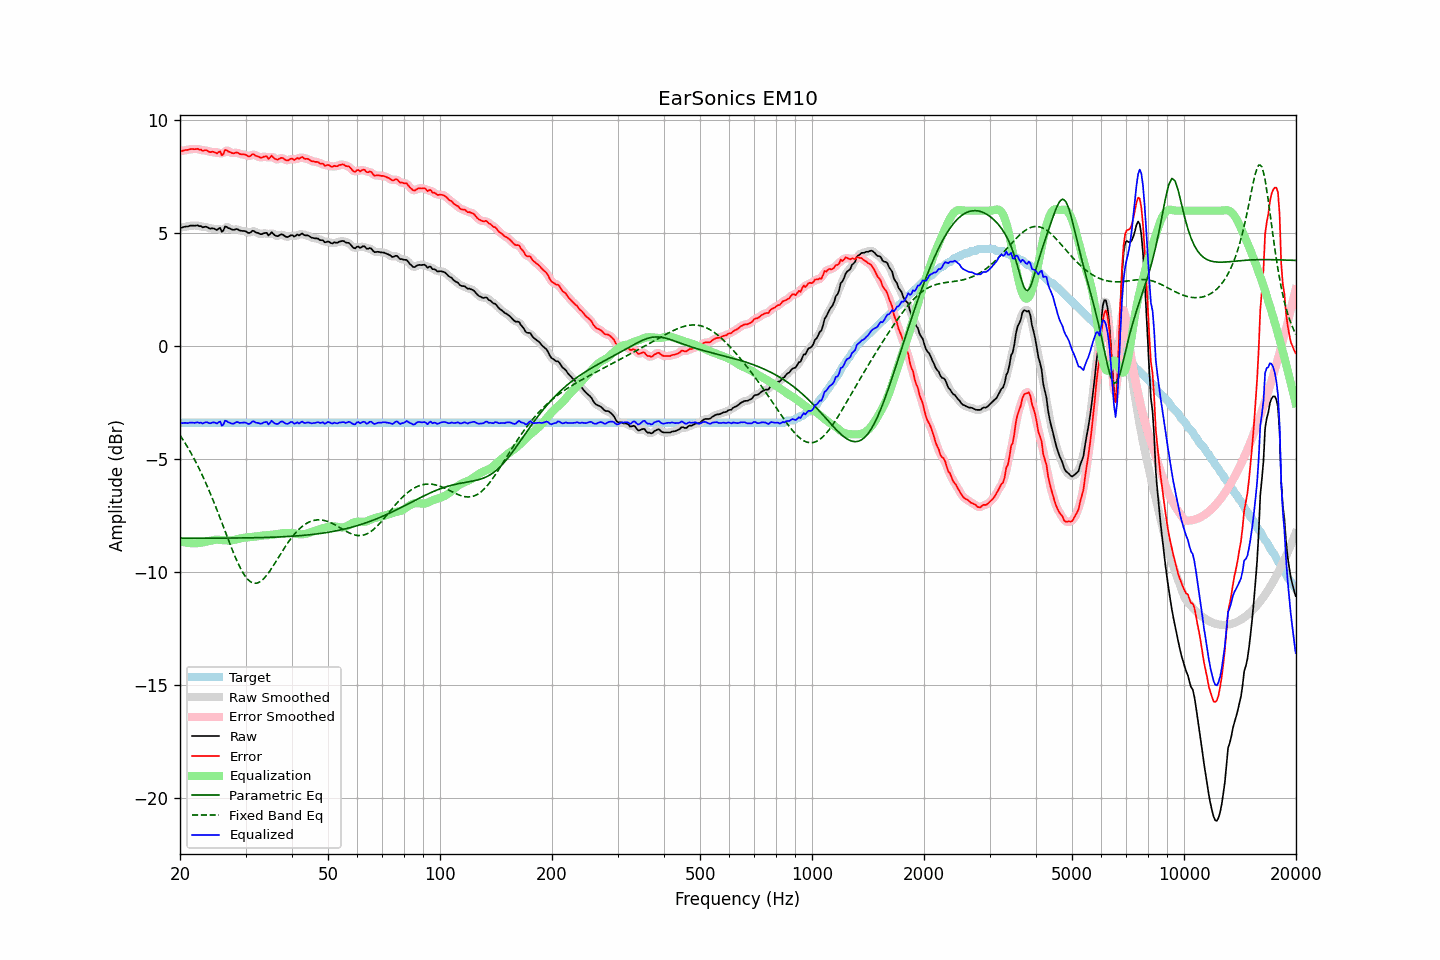 EarSonics EM10
10
5
0
−5
−10
−15
−20
Amplitude (dBr)
Target
Raw Smoothed
Error Smoothed
Raw
Error
Equalization
Parametric Eq
Fixed Band Eq
Equalized
20 50 100 200 500 1000 2000 5000 10000 20000
Frequency (Hz)